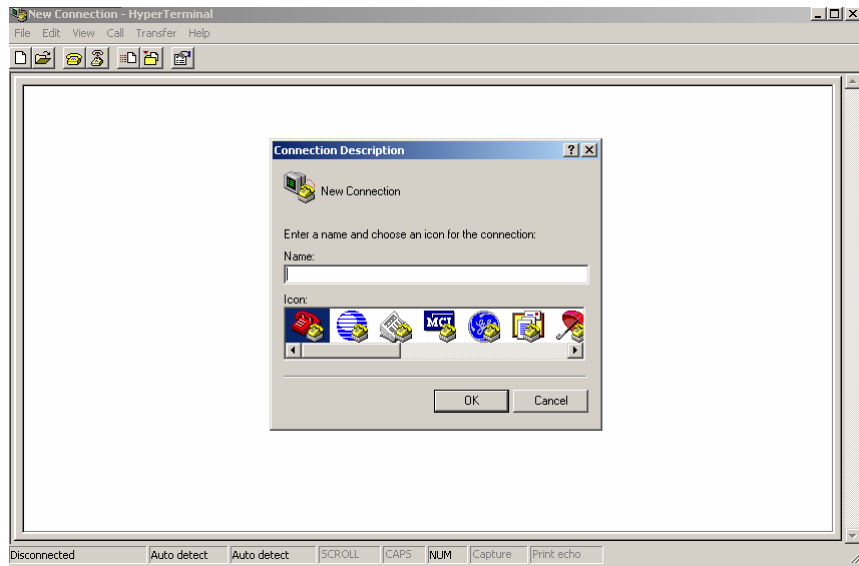 New Connection - HyperTerminal
File Edit View Call Transfer Help
Connection Description
New Connection
Enter a name and choose an icon for the connection:
Name:
Icon:
MCI
OK Cancel
Disconnected Auto detect Auto detect SCROLL CAPS NUM Capture Print echo